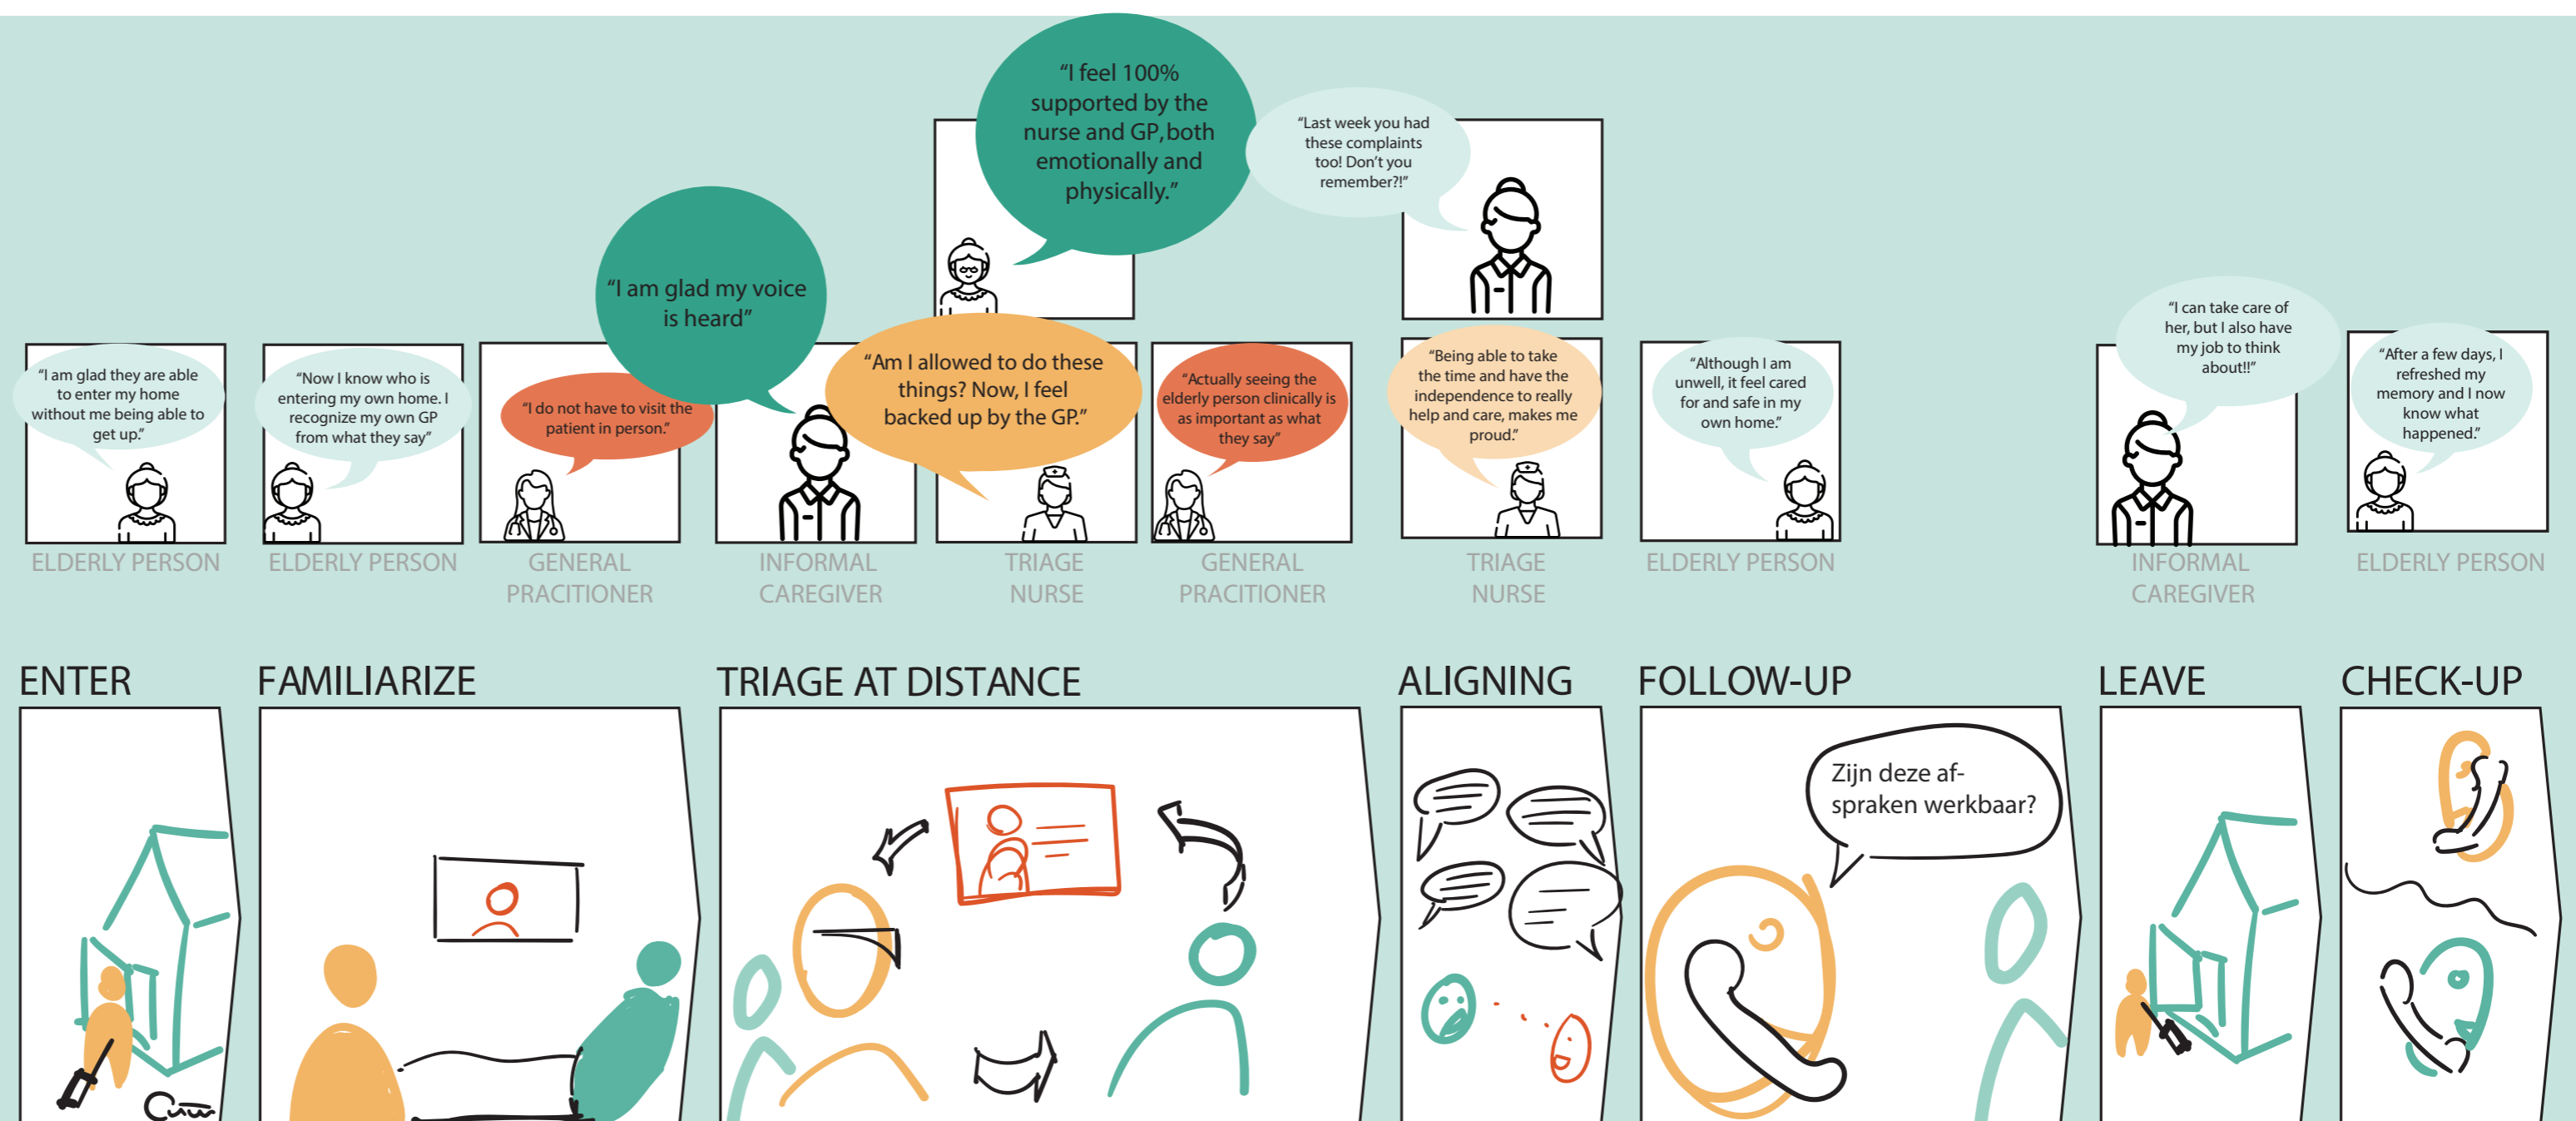 “I feel 100%
supported by the
nurse and GP, both
emotionally and
physically.”
“Last week you had
these complaints
too! Don’t you
remember?!”
“I am glad my voice
is heard”
“I am glad they are able
to enter my home
without me being able to
get up.”
“Now I know who is
entering my own home. I
recognize my own GP
from what they say”
“I do not have to visit the
patient in person.”
“Am I allowed to do these
things? Now, I feel
backed up by the GP.”
“Actually seeing the
elderly person clinically is
as important as what
they say”
“Being able to take
the time and have the
independence to really
help and care, makes me
proud.”
“Although I am
unwell, it feel cared
for and safe in my
own home.”
“I can take care of
her, but I also have
my job to think
about!!”
“After a few days, I
refreshed my
memory and I now
know what
happened.”
ELDERLY PERSON
ELDERLY PERSON
GENERAL
PRACITIONER
INFORMAL
CAREGIVER
TRIAGE
NURSE
GENERAL
PRACITIONER
TRIAGE
NURSE
ELDERLY PERSON
INFORMAL
CAREGIVER
ELDERLY PERSON
ENTER
FAMILIARIZE
TRIAGE AT DISTANCE
ALIGNING
FOLLOW-UP
LEAVE
CHECK-UP
Zijn deze af-
spraken werkbaar?